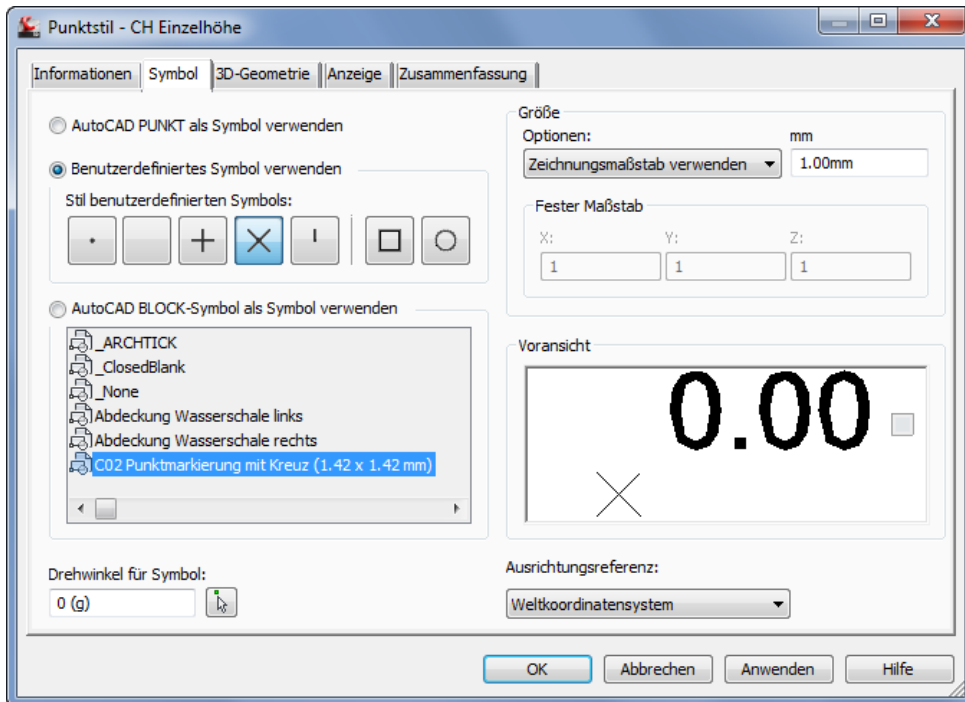 Punktstil - CH Einzelhöhe
Informationen Symbol 3D-Geometrie Anzeige Zusammenfassung
AutoCAD PUNKT als Symbol verwenden
Benutzerdefiniertes Symbol verwenden
Stil benutzerdefinierten Symbols:
AutoCAD BLOCK-Symbol als Symbol verwenden
_ARCHTICK
_ClosedBlank
_None
Abdeckung Wasserschale links
Abdeckung Wasserschale rechts
C02 Punktmarkierung mit Kreuz (1.42 x 1.42 mm)
Drehwinkel für Symbol:
0 (g)
Größe
Optionen: mm
Zeichnungsmaßstab verwenden 1.00mm
Fester Maßstab
X: Y: Z:
1 1 1
Voransicht
0.00
Ausrichtungsreferenz:
Weltkoordinatensystem
OK Abbrechen Anwenden Hilfe